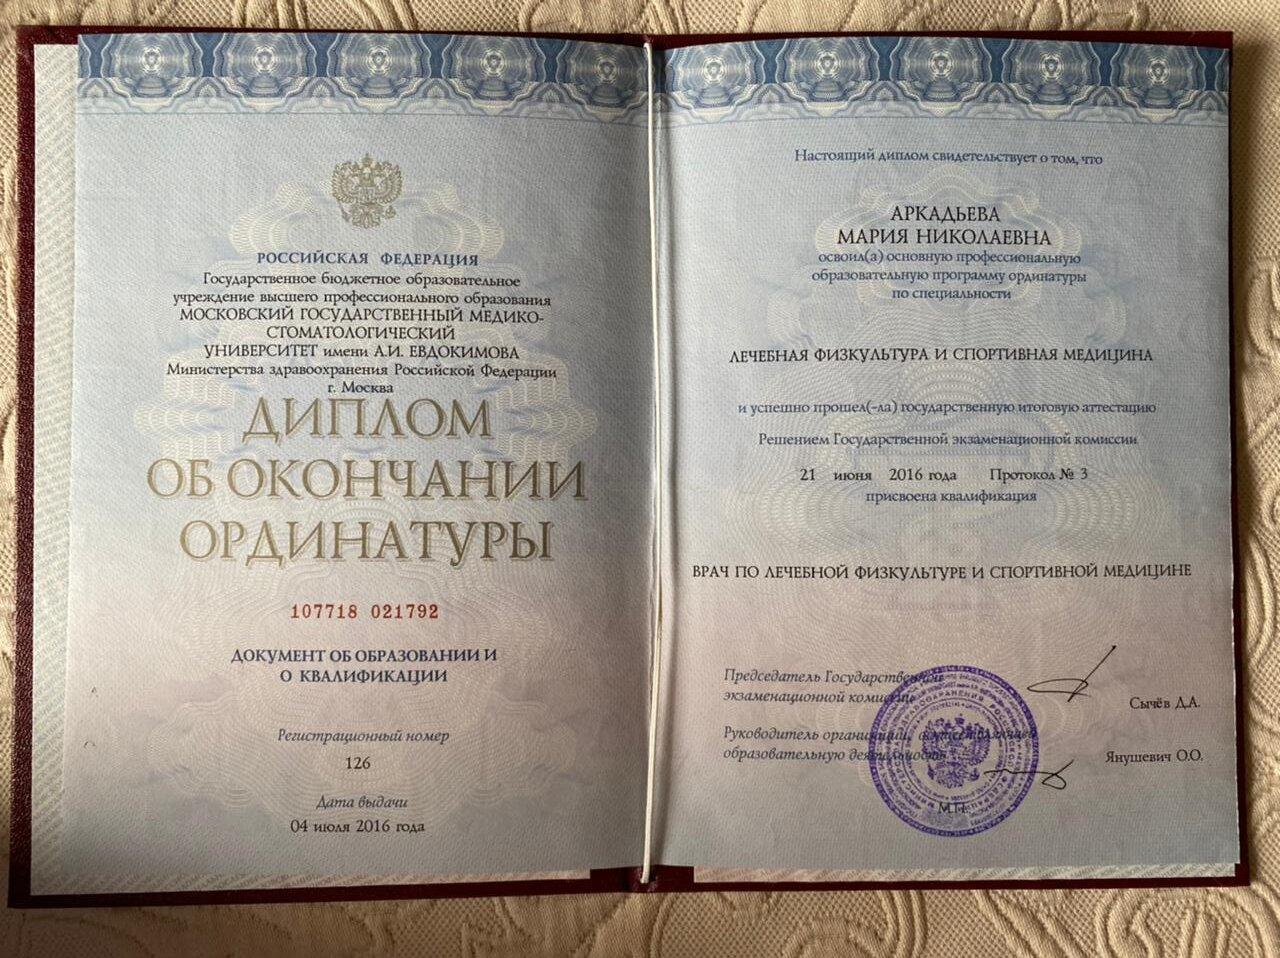 РОССИЙСКАЯ ФЕДЕРАЦИЯ
Государственное бюджетное образовательное
учреждение высшего профессионального образования
МОСКОВСКИЙ ГОСУДАРСТВЕННЫЙ МЕДИКО-
СТОМАТОЛОГИЧЕСКИЙ
УНИВЕРСИТЕТ имени А.И. ЕВДОКИМОВА
Министерства здравоохранения Российской Федерации
г. Москва
ДИПЛОМ
ОБ ОКОНЧАНИИ
ОРДИНАТУРЫ
107718 021792
ДОКУМЕНТ ОБ ОБРАЗОВАНИИ И
О КВАЛИФИКАЦИИ
Регистрационный номер
126
Дата выдачи
04 июля 2016 года
Настоящий диплом свидетельствует о том, что
АРКАДЬЕВА
МАРИЯ НИКОЛАЕВНА
освоил(а) основную профессиональную
образовательную программу ординатуры
по специальности
ЛЕЧЕБНАЯ ФИЗКУЛЬТУРА И СПОРТИВНАЯ МЕДИЦИНА
и успешно прошел(-ла) государственную итоговую аттестацию
Решением Государственной экзаменационной комиссии
21 июня 2016 года Протокол № 3
присвоена квалификация
ВРАЧ ПО ЛЕЧЕБНОЙ ФИЗКУЛЬТУРЕ И СПОРТИВНОЙ МЕДИЦИНЕ
Председатель Государственной
экзаменационной комиссии
Сычёв Д.А.
Руководитель организации, осуществляющей
образовательную деятельность
Янушевич О.О.
М.П.